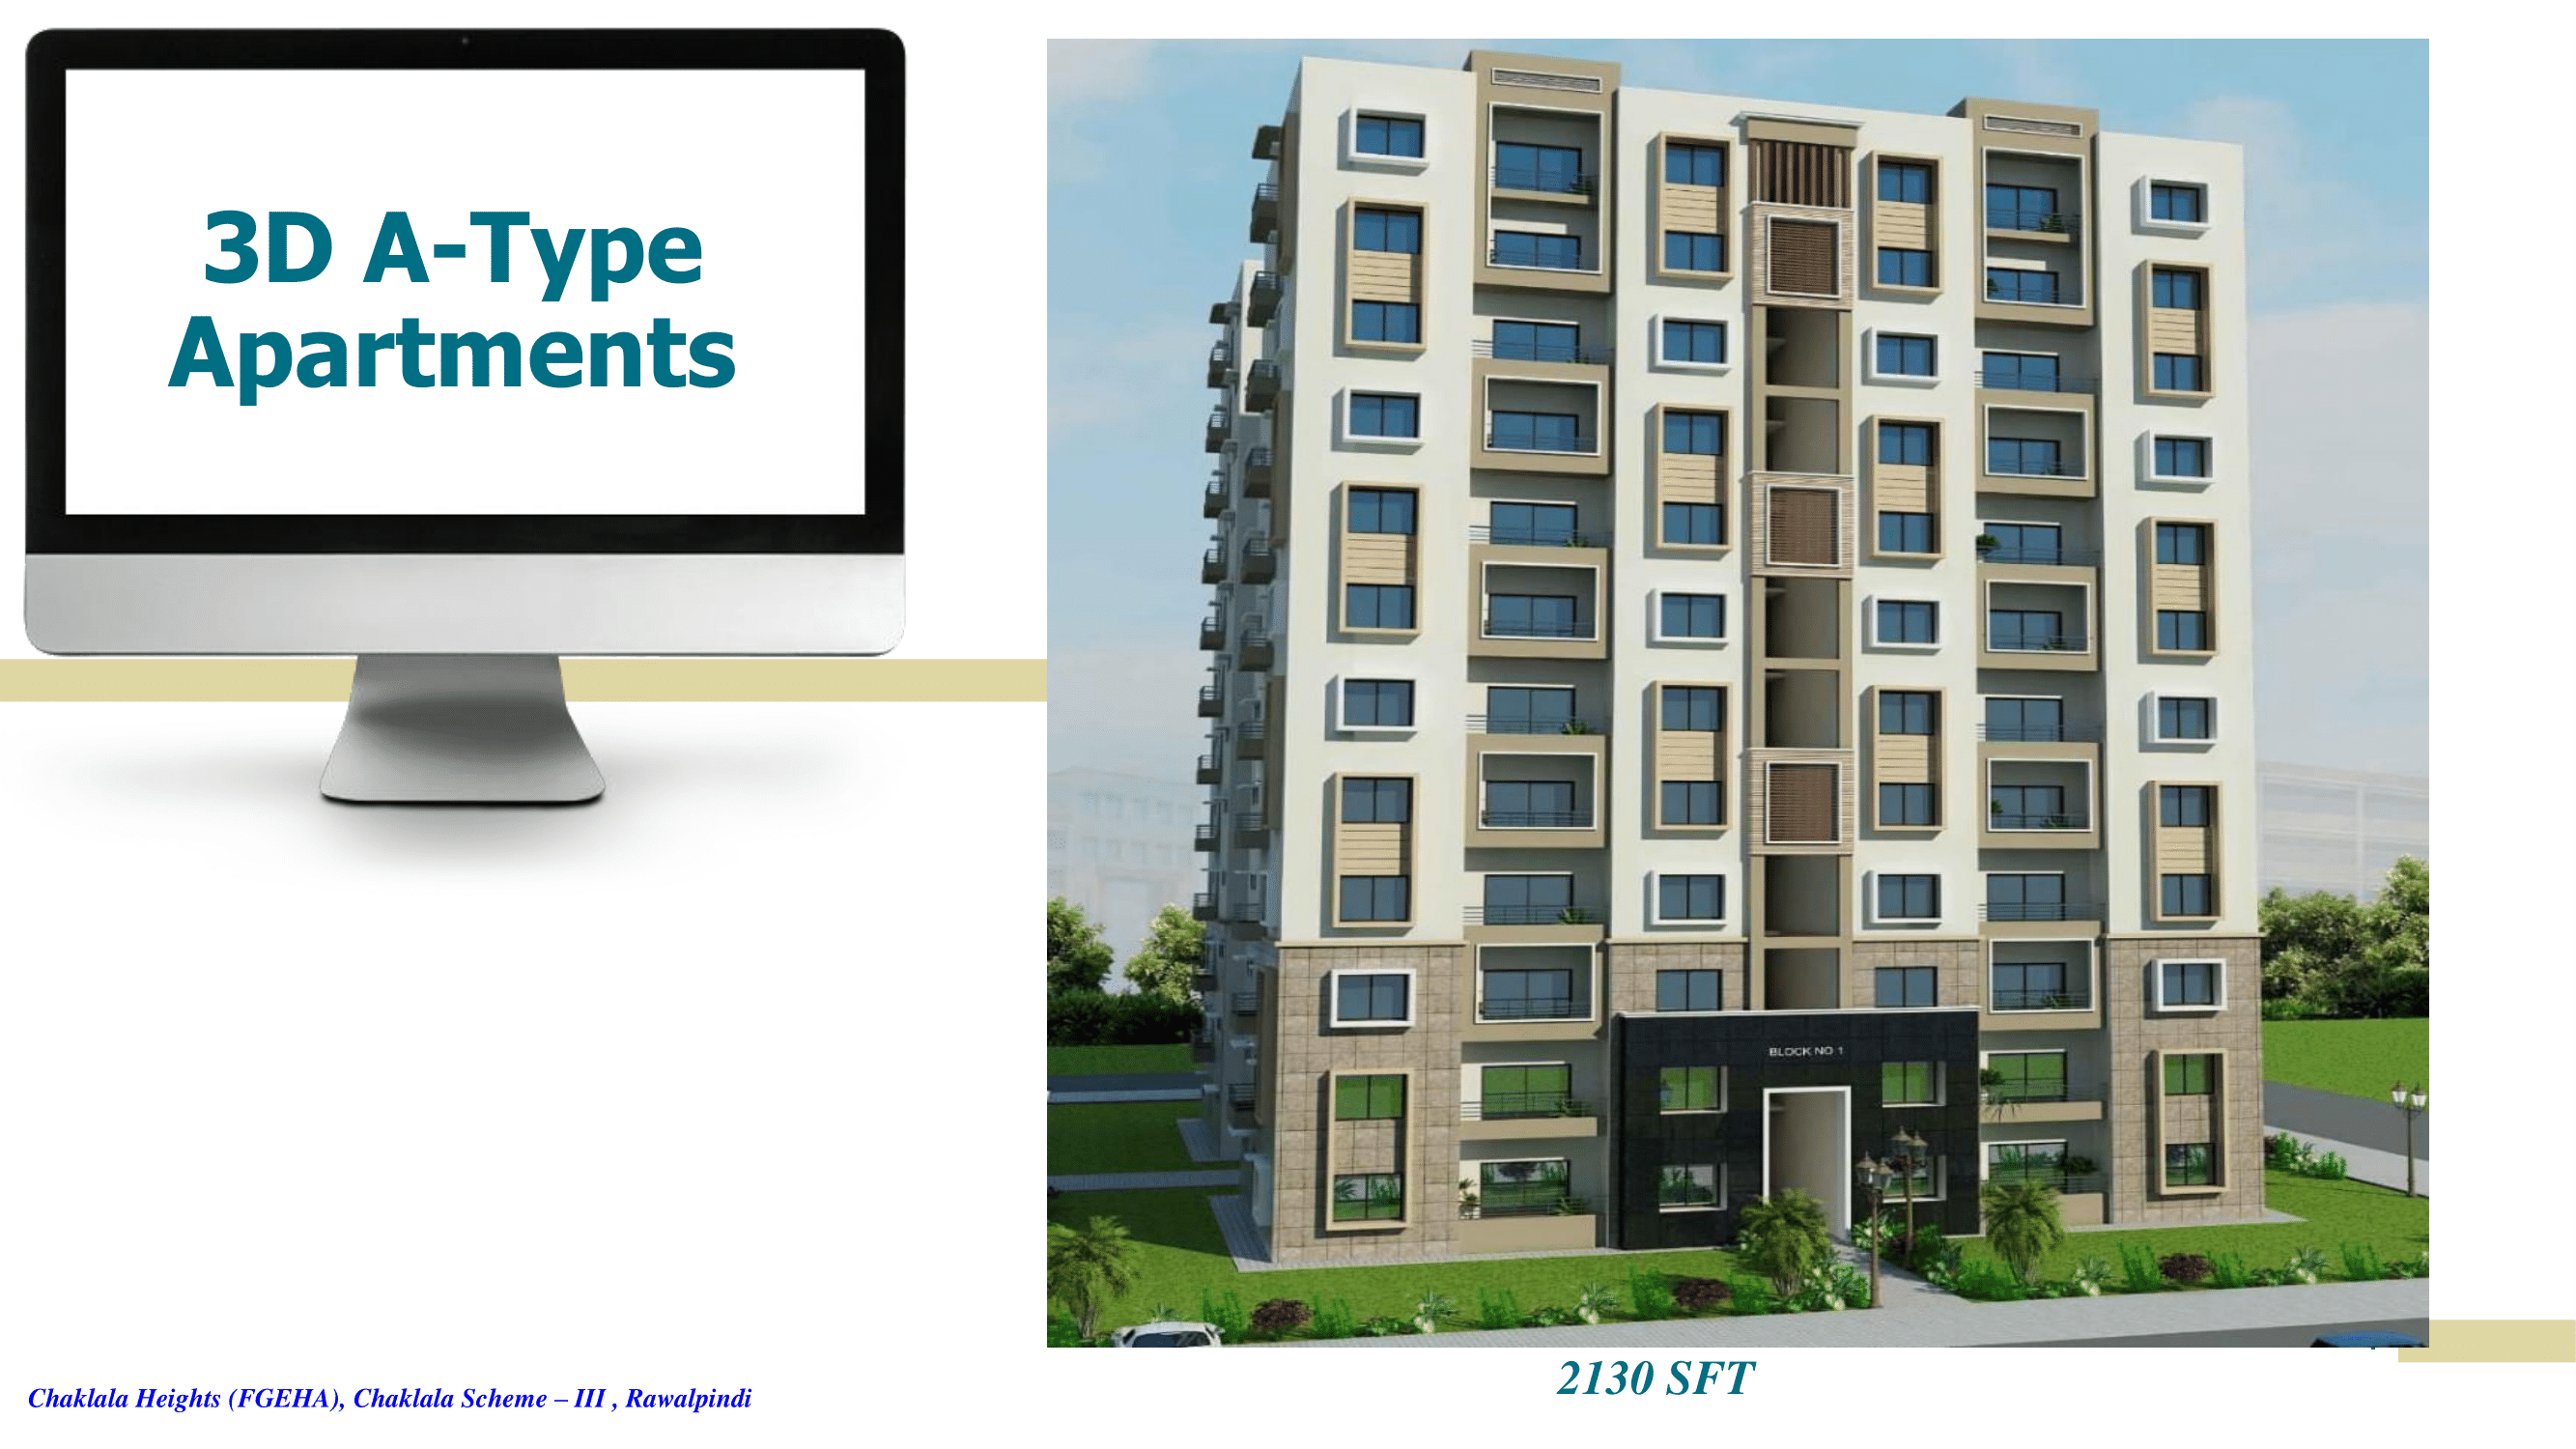 3D A-Type
Apartments
BLOCK NO 1
2130 SFT
Chaklala Heights (FGEHA), Chaklala Scheme – III , Rawalpindi